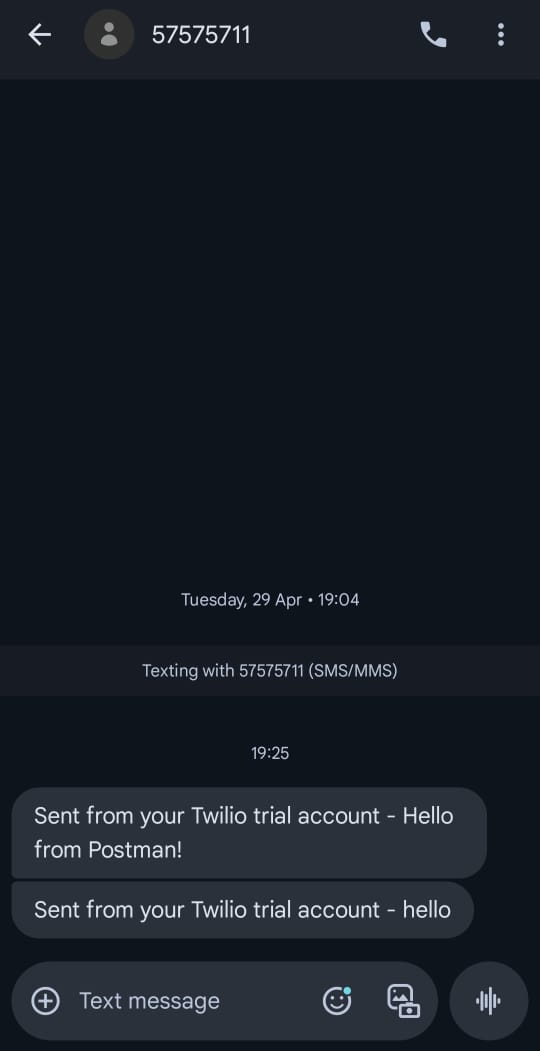 57575711
Tuesday, 29 Apr • 19:04
Texting with 57575711 (SMS/MMS)
19:25
Sent from your Twilio trial account - Hello
from Postman!
Sent from your Twilio trial account - hello
Text message